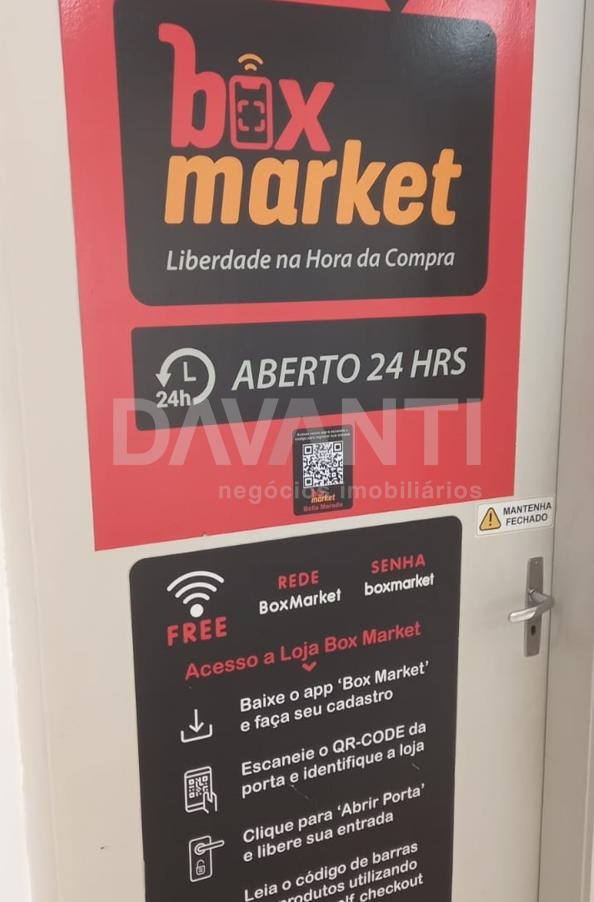 box
market
Liberdade na Hora da Compra
24h
ABERTO 24 HRS
DAVANTI
negócios imobiliários
market
MANTENHA
FECHADO
FREE
REDE
BoxMarket
SENHA
boxmarket
Acesso a Loja Box Market
Baixe o app ‘Box Market’
e faça seu cadastro
Escaneie o QR-CODE da
porta e identifique a loja
Clique para ‘Abrir Porta’
e libere sua entrada
Leia o código de barras
produtos utilizando
checkout